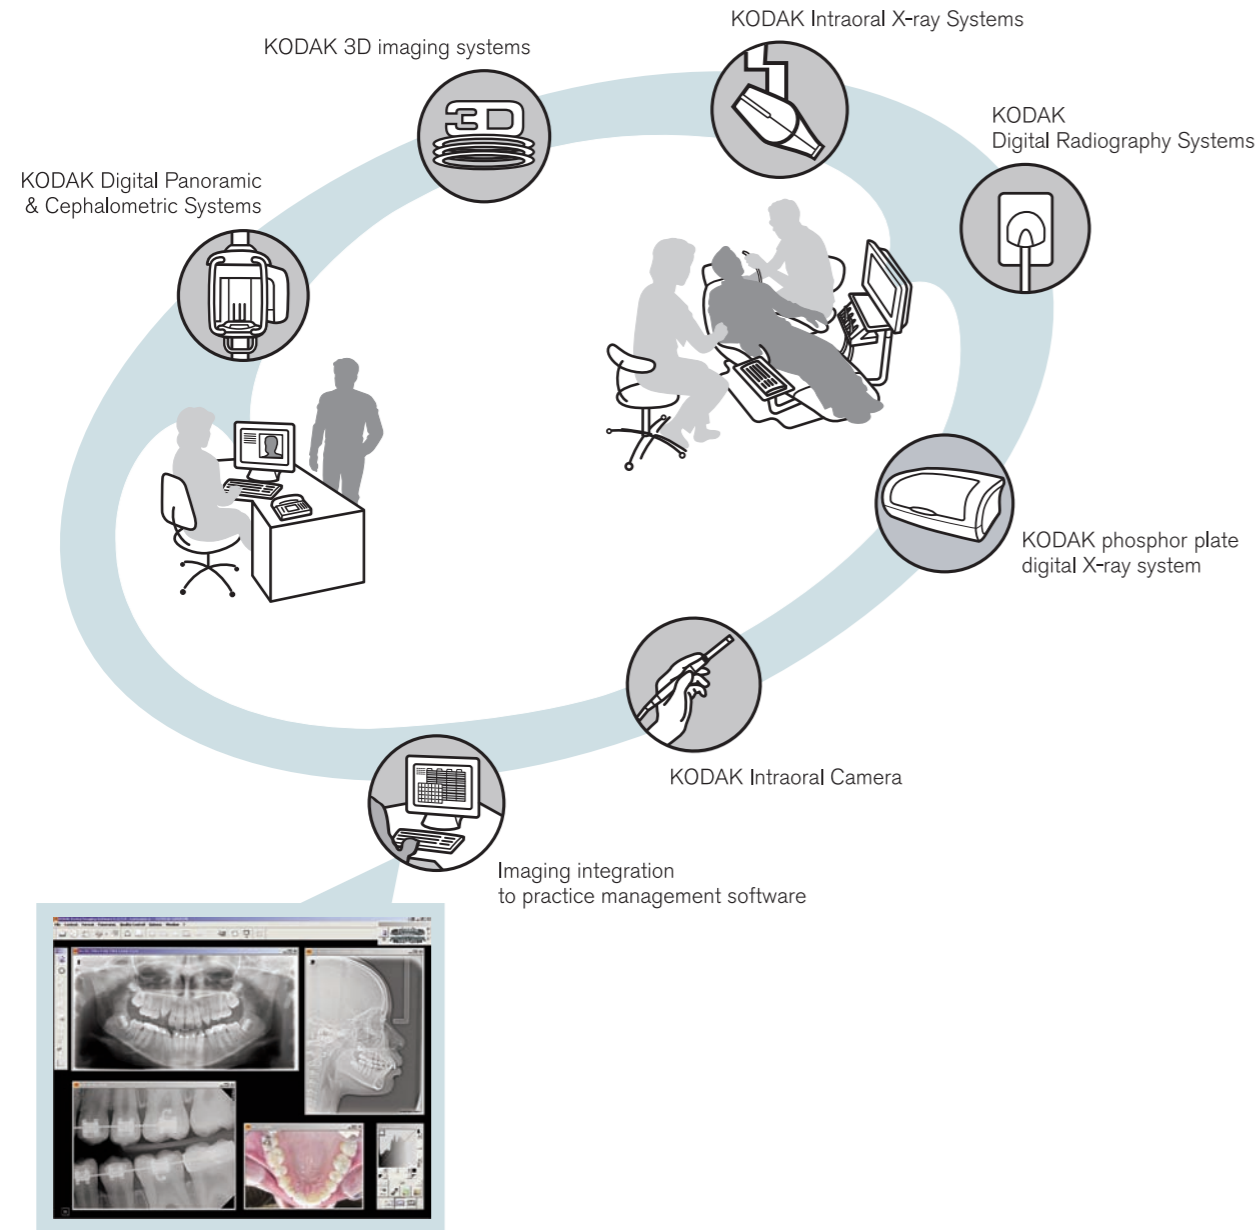 KODAK Intraoral X-ray Systems
KODAK 3D imaging systems
KODAK
Digital Radiography Systems
KODAK Digital Panoramic
& Cephalometric Systems
3D
KODAK phosphor plate
digital X-ray system
KODAK Intraoral Camera
Imaging integration
to practice management software